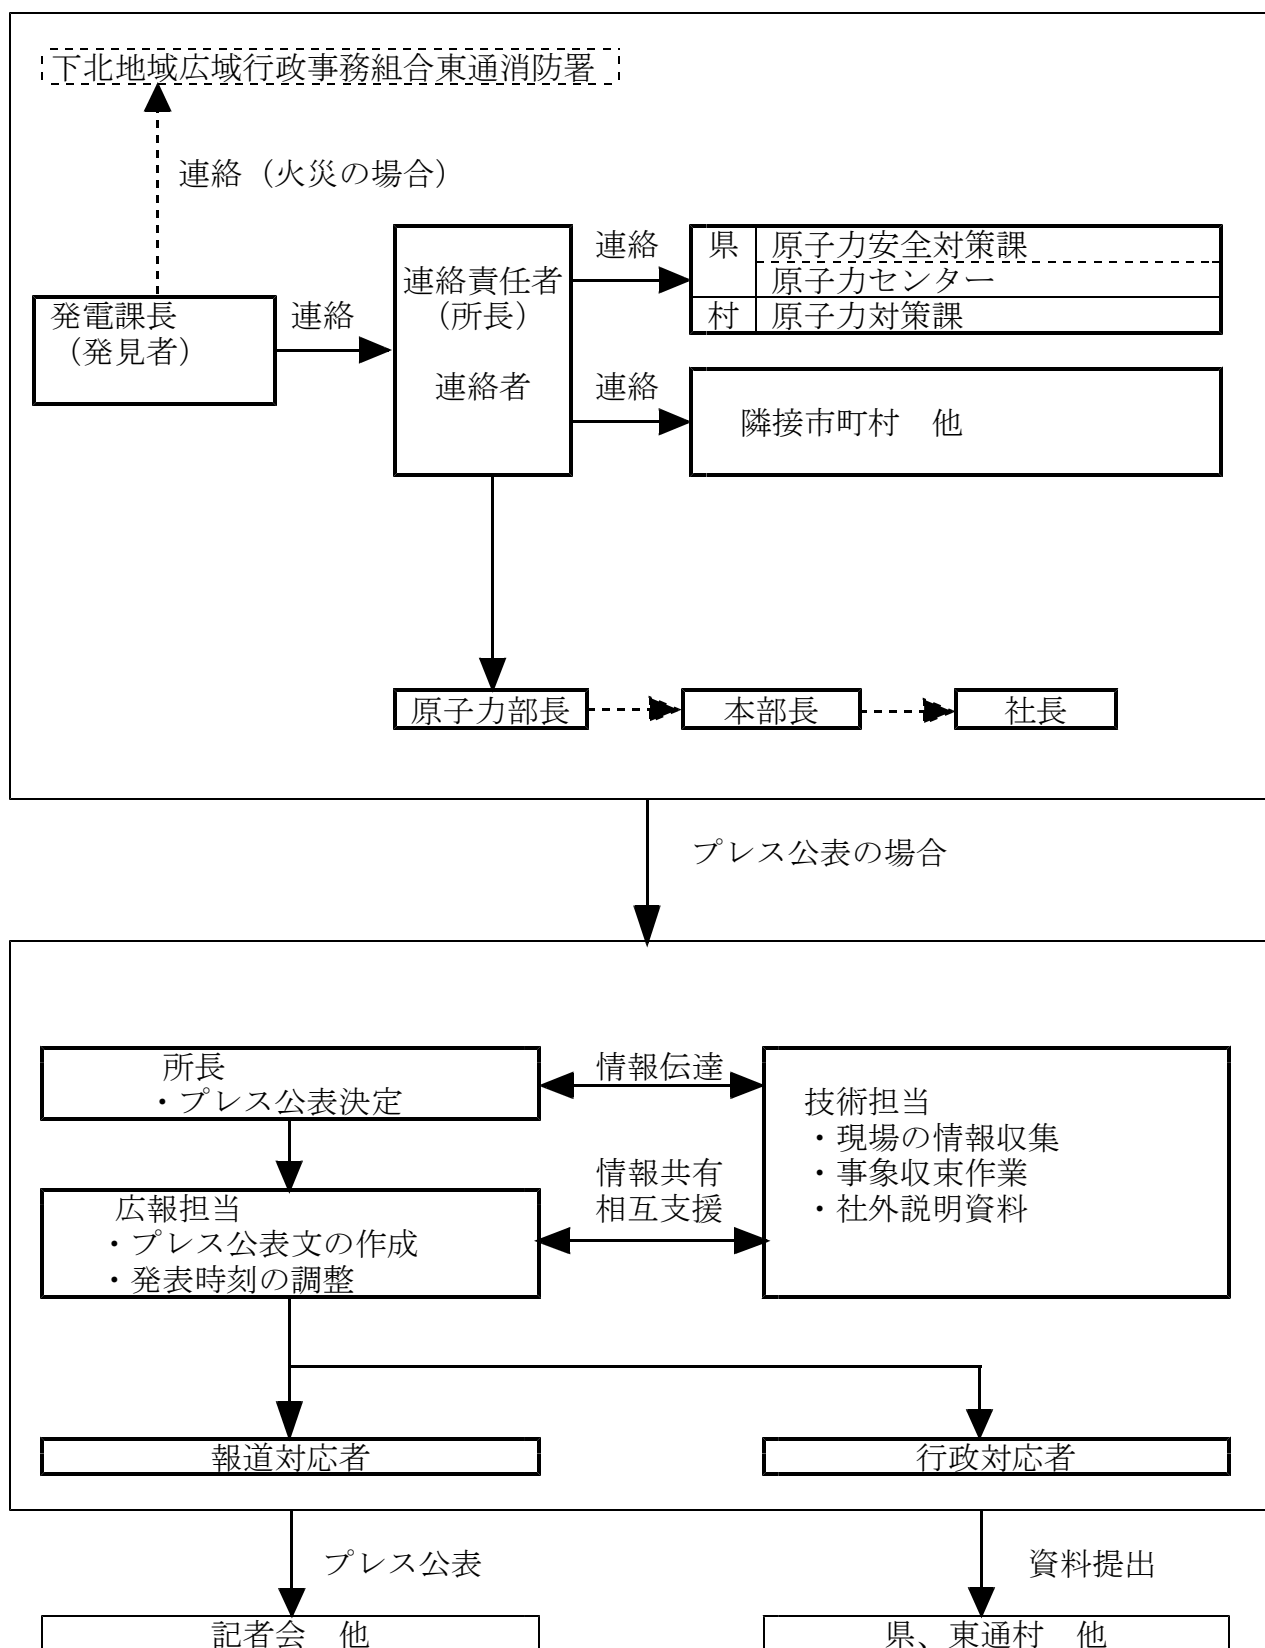 下北地域広域行政事務組合東通消防署
連絡（火災の場合）
発電課長
（発見者）
連絡
連絡責任者
（所長）
連絡者
連絡
県 原子力安全対策課
原子力センター
村 原子力対策課
連絡
隣接市町村　他
原子力部長
本部長
社長
プレス公表の場合
所長
・プレス公表決定
情報伝達
技術担当
・現場の情報収集
・事象収束作業
・社外説明資料
情報共有
相互支援
広報担当
・プレス公表文の作成
・発表時刻の調整
報道対応者
行政対応者
プレス公表
資料提出
記者会　他
県、東通村　他